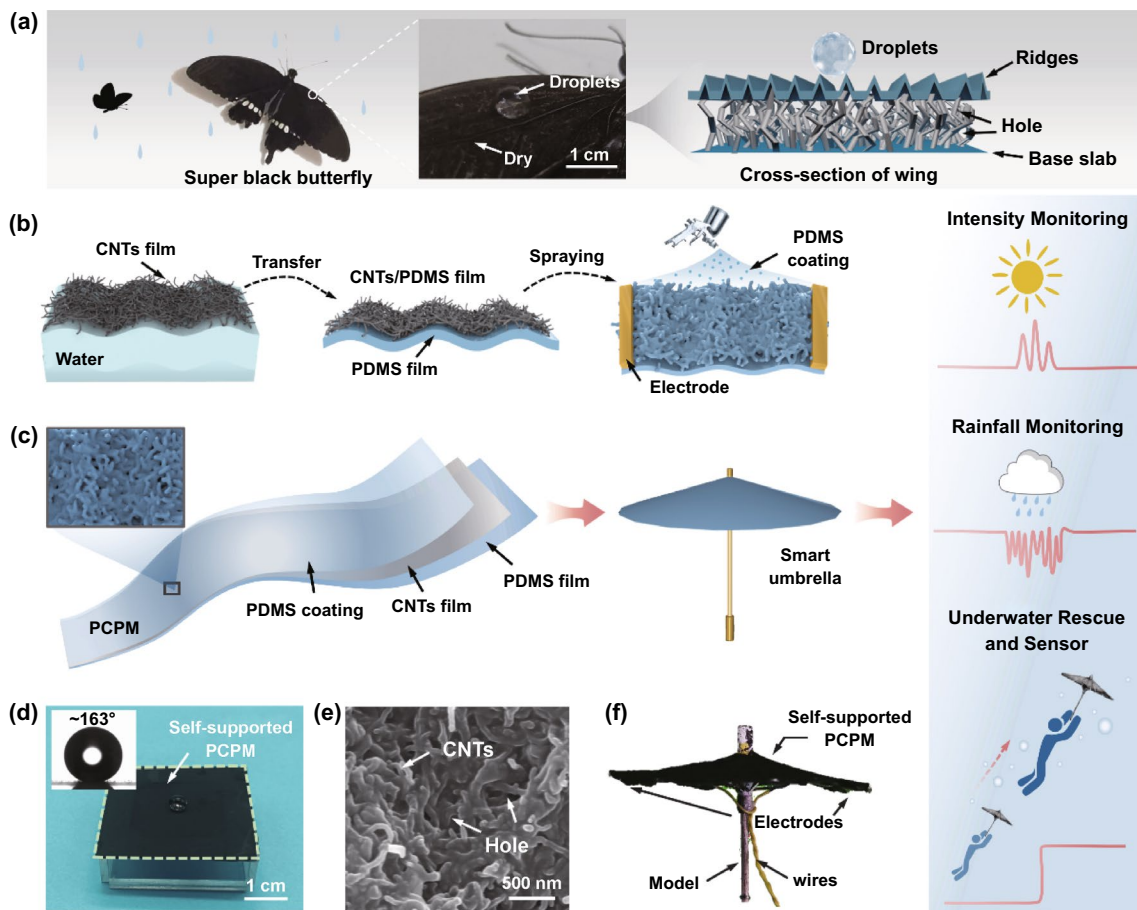 (a)
Droplets
Dry
1 cm
Super black butterfly
Droplets
Ridges
Hole
Base slab
Cross-section of wing
(b)
CNTs film
Water
Transfer
CNTs/PDMS film
PDMS film
Spraying
PDMS
coating
Electrode
Intensity Monitoring
(c)
PCPM
PDMS coating
CNTs film
PDMS film
Smart
umbrella
Rainfall Monitoring
Underwater Rescue
and Sensor
(d)
~163°
Self-supported
PCPM
1 cm
(e)
CNTs
Hole
500 nm
(f)
Self-supported
PCPM
Electrodes
Model
wires